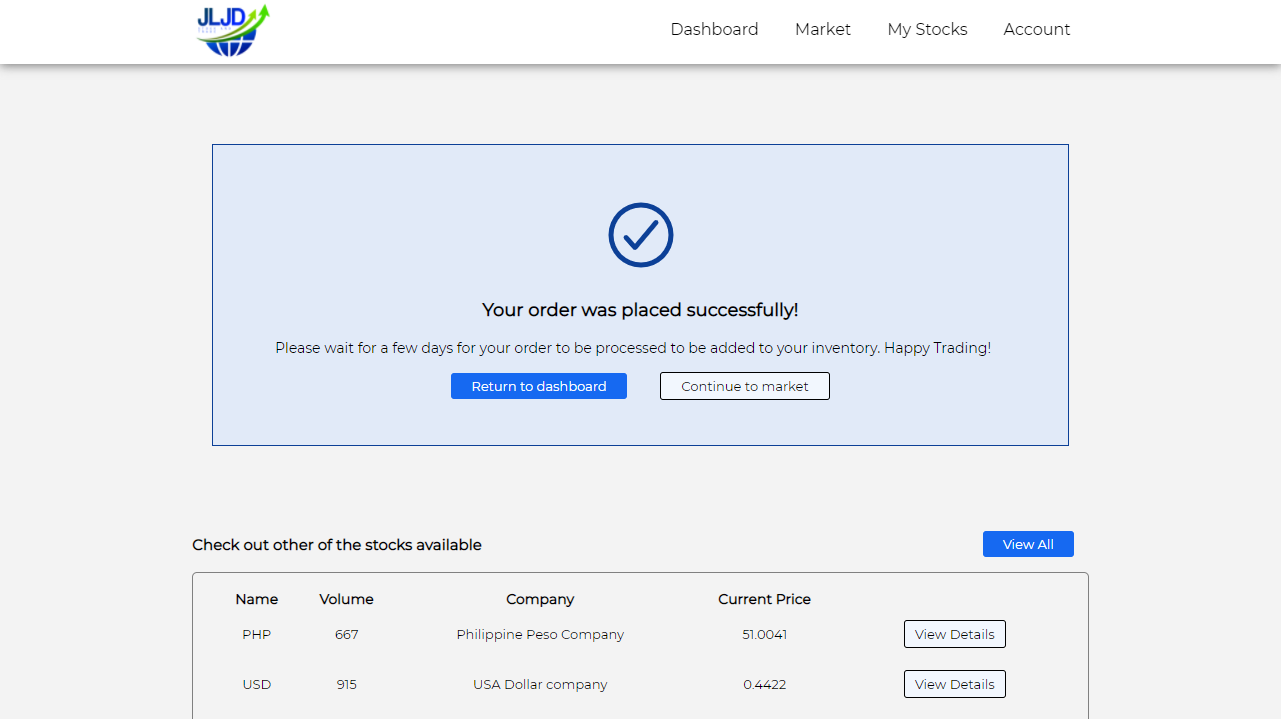 JLJD
Dashboard Market My Stocks Account
Your order was placed successfully!
Please wait for a few days for your order to be processed to be added to your inventory. Happy Trading!
Return to dashboard Continue to market
Check out other of the stocks available View All
Name Volume Company Current Price
PHP 667 Philippine Peso Company 51.0041 View Details
USD 915 USA Dollar company 0.4422 View Details